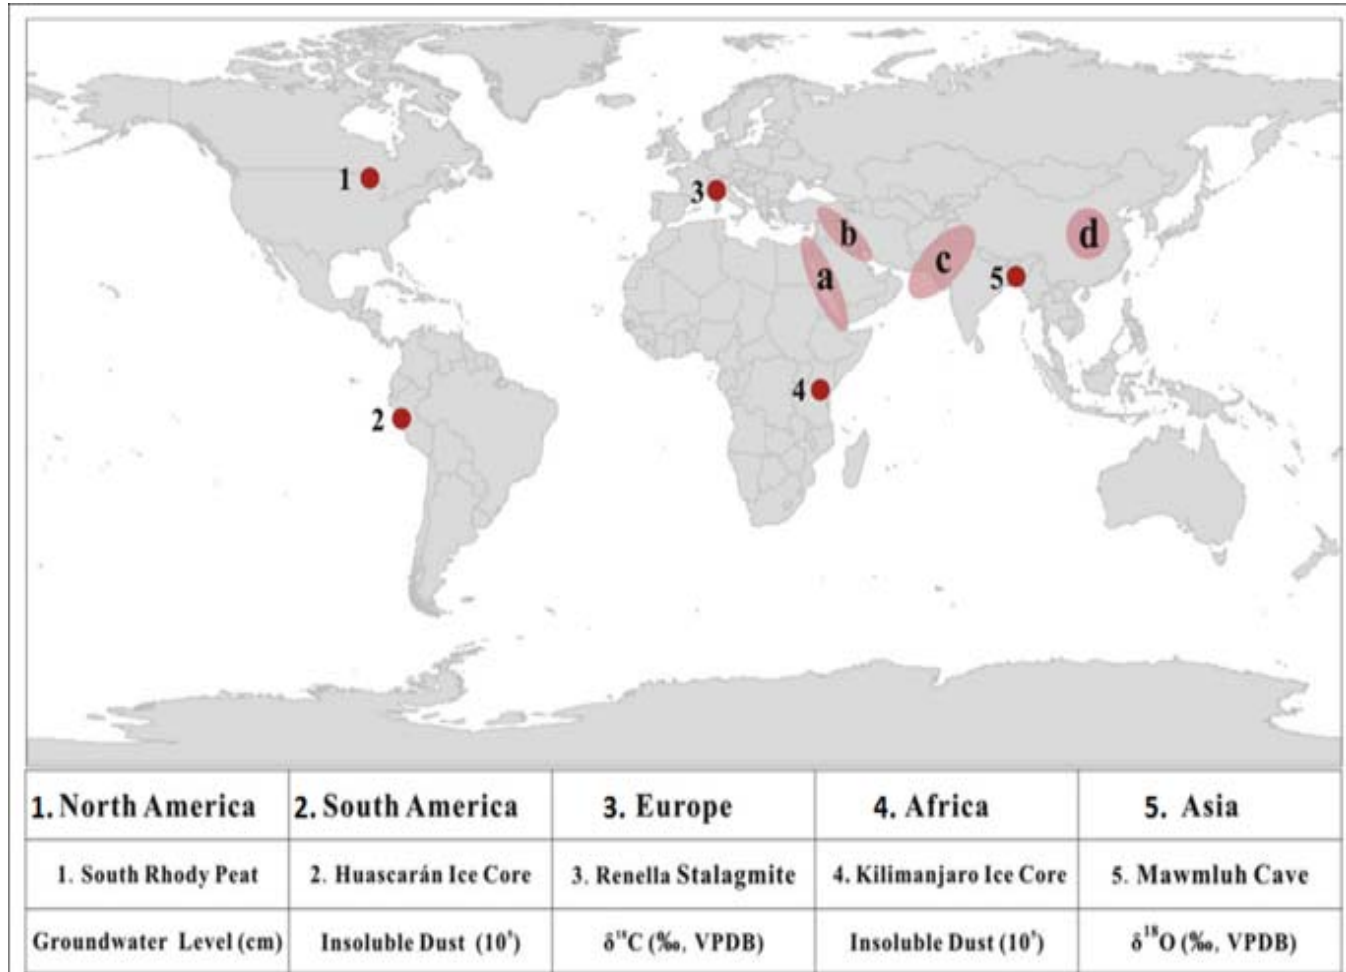 1
3
b
d
c
a
5
4
2
1. North America 2. South America 3. Europe 4. Africa 5. Asia
1. South Rhody Peat 2. Huascarán Ice Core 3. Renella Stalagmite 4. Kilimanjaro Ice Core 5. Mawmluh Cave
Groundwater Level (cm) Insoluble Dust (10⁵) δ¹⁸C (‰, VPDB) Insoluble Dust (10⁵) δ¹⁸O (‰, VPDB)